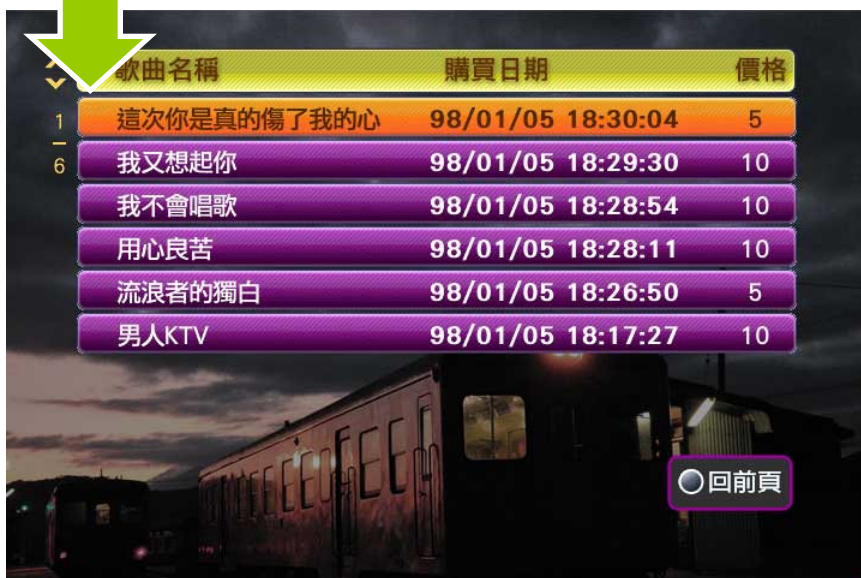 歌曲名稱 購買日期 價格
1 這次你是真的傷了我的心 98/01/05 18:30:04 5
6 我又想起你 98/01/05 18:29:30 10
我不會唱歌 98/01/05 18:28:54 10
用心良苦 98/01/05 18:28:11 10
流浪者的獨白 98/01/05 18:26:50 5
男人KTV 98/01/05 18:17:27 10
回前頁